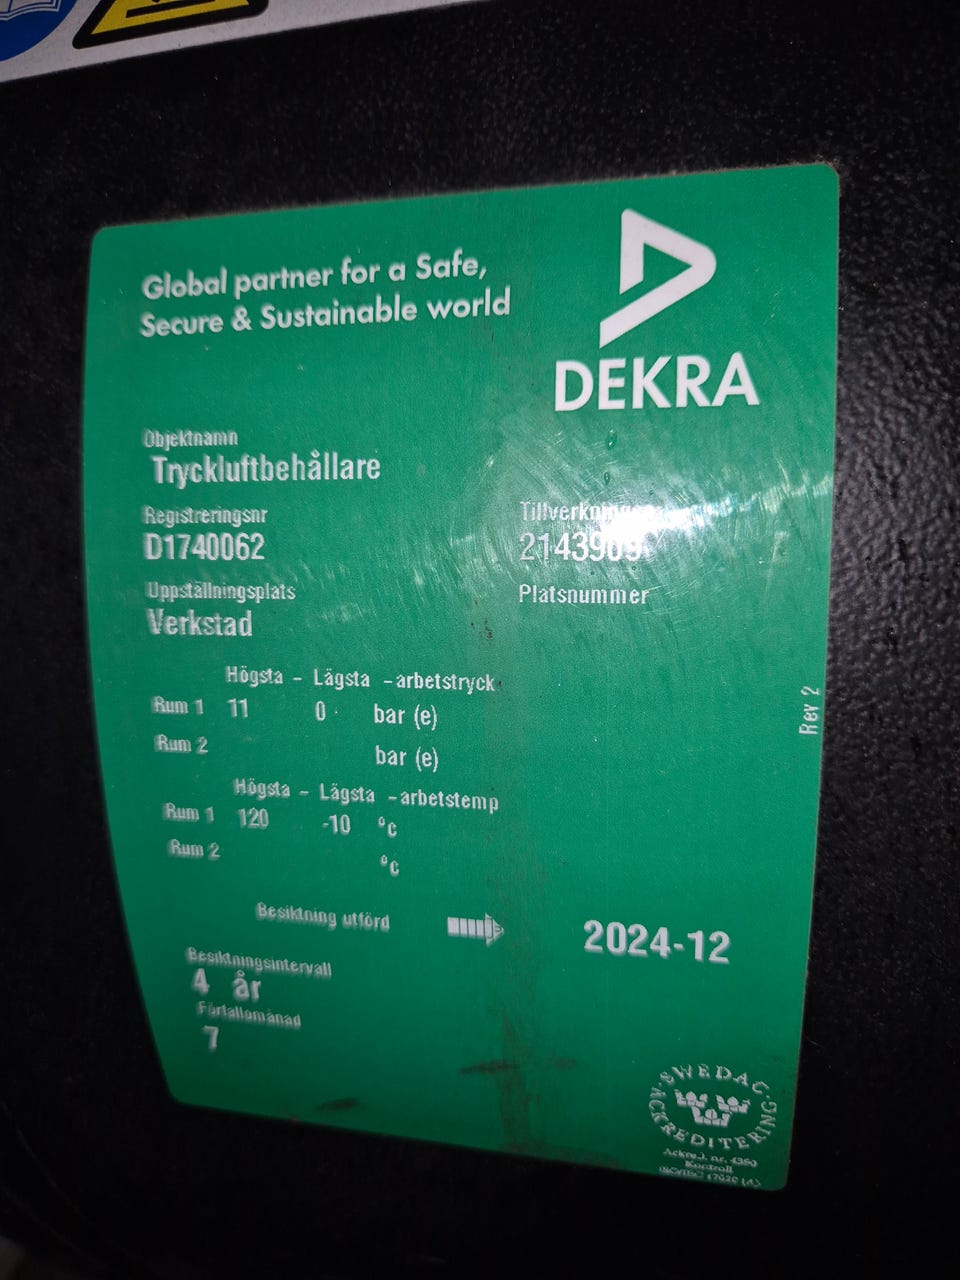 Global partner for a Safe,
Secure & Sustainable world
DEKRA
Objektnamn
Tryckluftbehållare
Registreringsnr
D1740062
2143909
Uppställningsplats
Platsnummer
Verkstad
Högsta - Lägsta -arbetstryck
Rum 1 11 0 bar (e)
Rum 2 bar (e)
Högsta - Lägsta -arbetstemp
Rum 1 120 -10 °c
Rum 2 °c
Rev 2
Besiktning utförd 2024-12
Besiktningsintervall
4 år
Förfallomånad
7
SWEDAC
ACKREDITERING
Kontroll